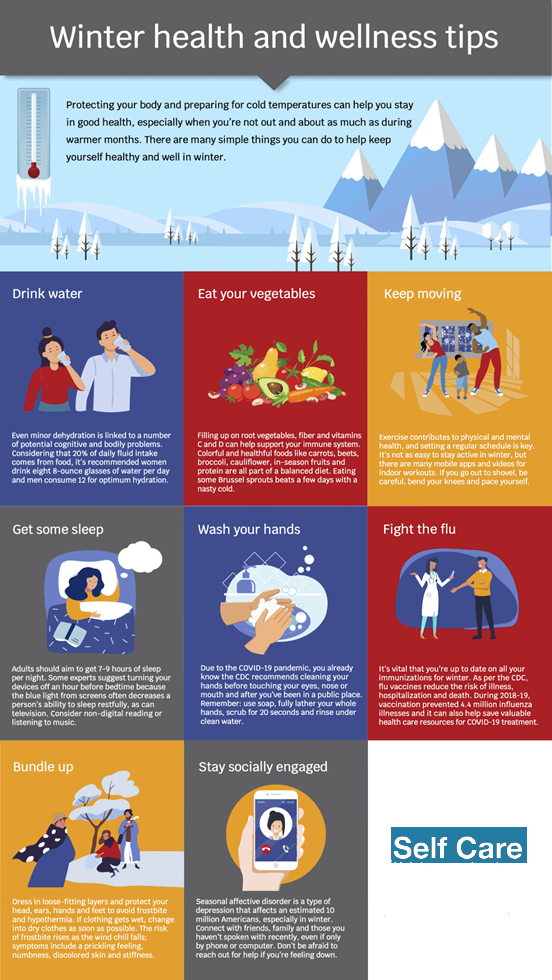 Winter health and wellness tips
Protecting your body and preparing for cold temperatures can help you stay
in good health, especially when you're not out and about as much as during
warmer months. There are many simple things you can do to help keep
yourself healthy and well in winter.
Drink water
Even minor dehydration is linked to a number
of potential cognitive and bodily problems.
Considering that 20% of daily fluid intake
comes from food, it's recommended women
drink eight 8-ounce glasses of water per day
and men consume 12 for optimum hydration.
Eat your vegetables
Filling up on root vegetables, fiber and vitamins
C and D can help support your immune system.
Colorful and healthful foods like carrots, beets,
broccoli, cauliflower, in-season fruits and
protein are all part of a balanced diet. Eating
some Brussel sprouts beats a few days with a
nasty cold.
Keep moving
Exercise contributes to physical and mental
health, and setting a regular schedule is key.
It's not as easy to stay active in winter, but
there are many mobile apps and videos for
indoor workouts. If you go out to shovel, be
careful, bend your knees and pace yourself.
Get some sleep
Adults should aim to get 7-9 hours of sleep
per night. Some experts suggest turning your
devices off an hour before bedtime because
the blue light from screens often decreases a
person's ability to sleep restfully, as can
television. Consider non-digital reading or
listening to music.
Wash your hands
Due to the COVID-19 pandemic, you already
know the CDC recommends cleaning your
hands before touching your eyes, nose or
mouth and after you've been in a public place.
Remember: use soap, fully lather your whole
hands, scrub for 20 seconds and rinse under
clean water.
Fight the flu
It's vital that you're up to date on all your
immunizations for winter. As per the CDC,
flu vaccines reduce the risk of illness,
hospitalization and death. During 2018-19,
vaccination prevented 4.4 million influenza
illnesses and it can also help save valuable
health care resources for COVID-19 treatment.
Bundle up
Dress in loose-fitting layers and protect your
head, ears, hands and feet to avoid frostbite
and hypothermia. If clothing gets wet, change
into dry clothes as soon as possible. The risk
of frostbite rises as the wind chill falls;
symptoms include a prickling feeling,
numbness, discolored skin and stiffness.
Stay socially engaged
Seasonal affective disorder is a type of
depression that affects an estimated 10
million Americans, especially in winter.
Connect with friends, family and those you
haven't spoken with recently, even if only
by phone or computer. Don't be afraid to
reach out for help if you're feeling down.
Self Care